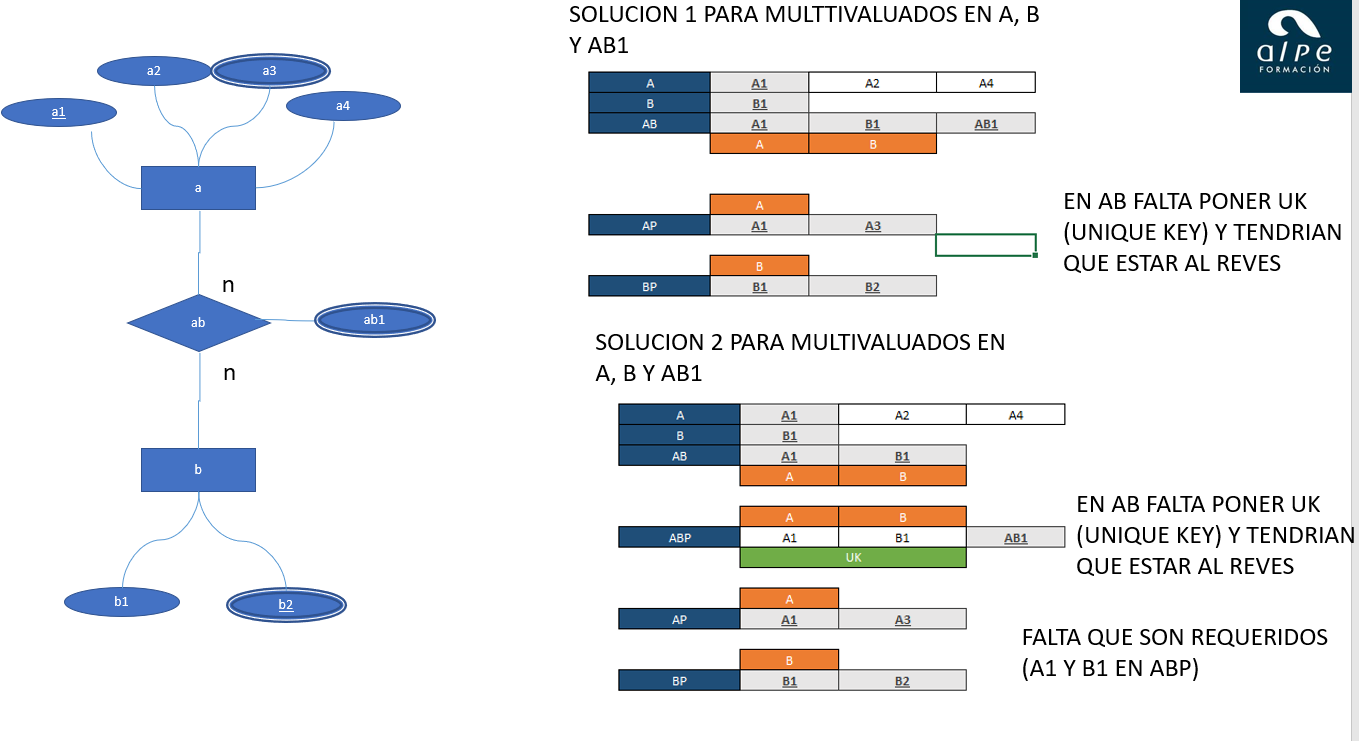 SOLUCION 1 PARA MULTTIVALUADOS EN A, B
Y AB1
alpe
FORMACIÓN
a2
a3
a1
a4
a
n
ab
ab1
n
b
b1
b2
A A1 A2 A4
B B1
AB A1 B1 AB1
A B
A
AP A1 A3
B
BP B1 B2
EN AB FALTA PONER UK
(UNIQUE KEY) Y TENDRIAN
QUE ESTAR AL REVES
SOLUCION 2 PARA MULTIVALUADOS EN
A, B Y AB1
A A1 A2 A4
B B1
AB A1 B1
A B
A B
ABP A1 B1 AB1
UK
A
AP A1 A3
B
BP B1 B2
EN AB FALTA PONER UK
(UNIQUE KEY) Y TENDRIAN
QUE ESTAR AL REVES
FALTA QUE SON REQUERIDOS
(A1 Y B1 EN ABP)